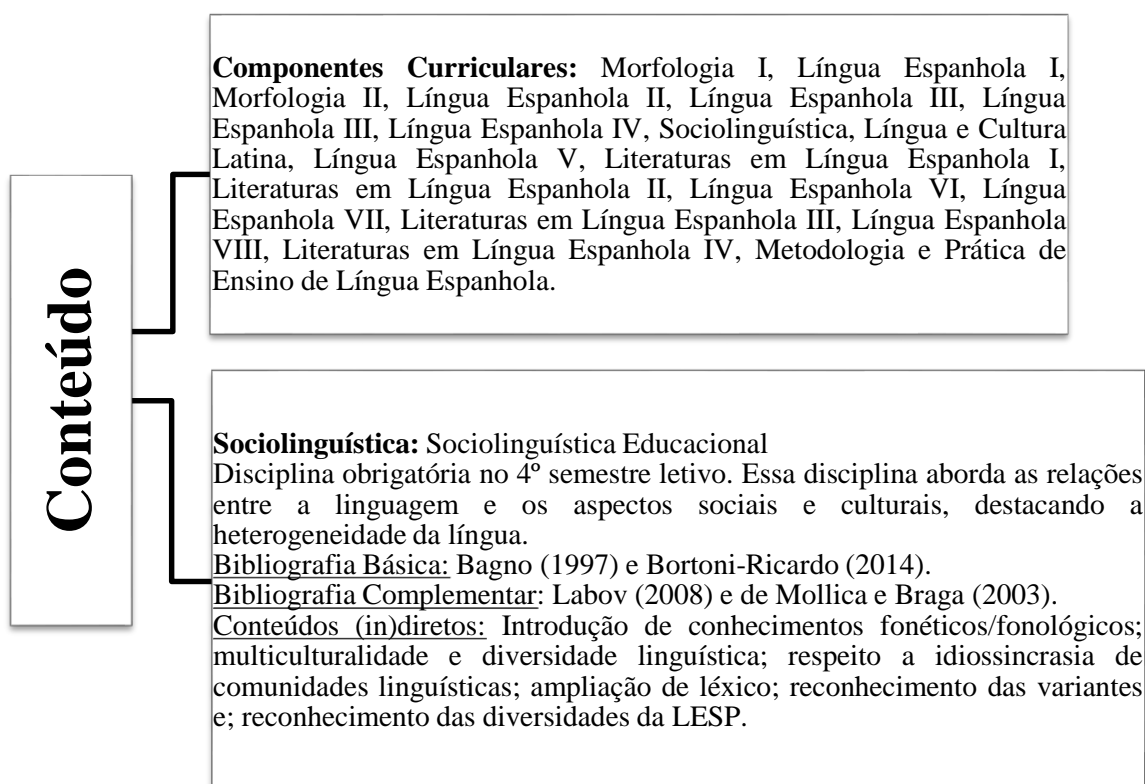 Conteúdo
Componentes Curriculares: Morfologia I, Língua Espanhola I,
Morfologia II, Língua Espanhola II, Língua Espanhola III, Língua
Espanhola III, Língua Espanhola IV, Sociolinguística, Língua e Cultura
Latina, Língua Espanhola V, Literaturas em Língua Espanhola I,
Literaturas em Língua Espanhola II, Língua Espanhola VI, Língua
Espanhola VII, Literaturas em Língua Espanhola III, Língua Espanhola
VIII, Literaturas em Língua Espanhola IV, Metodologia e Prática de
Ensino de Língua Espanhola.
Sociolinguística: Sociolinguística Educacional
Disciplina obrigatória no 4º semestre letivo. Essa disciplina aborda as relações
entre a linguagem e os aspectos sociais e culturais, destacando a
heterogeneidade da língua.
Bibliografia Básica: Bagno (1997) e Bortoni-Ricardo (2014).
Bibliografia Complementar: Labov (2008) e de Mollica e Braga (2003).
Conteúdos (in)diretos: Introdução de conhecimentos fonéticos/fonológicos;
multiculturalidade e diversidade linguística; respeito a idiossincrasia de
comunidades linguísticas; ampliação de léxico; reconhecimento das variantes
e; reconhecimento das diversidades da LESP.